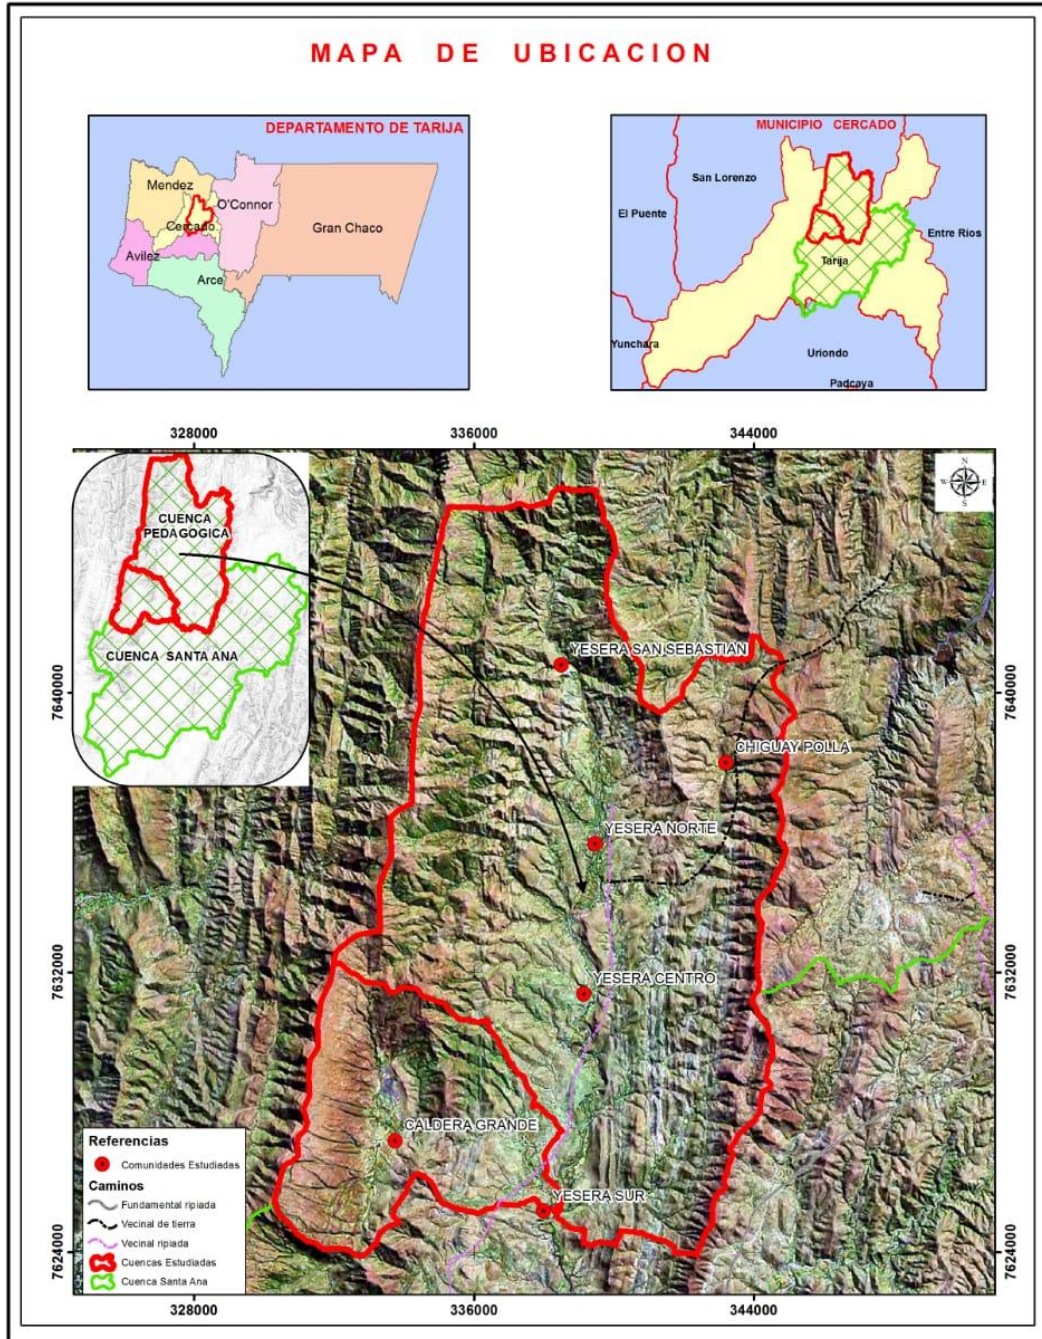 MAPA DE UBICACION
DEPARTAMENTO DE TARIJA
Mendez
O'Connor
Cercado
Gran Chaco
Avilez
Arce
MUNICIPIO CERCADO
San Lorenzo
El Puente
Entre Rios
Tarija
Yunchara
Uriondo
Padcaya
328000
336000
344000
N
W
E
S
CUENCA
PEDAGOGICA
CUENCA SANTA ANA
YESERA SAN SEBASTIAN
7640000
7640000
CHIGUAY POLLA
YESERA NORTE
7632000
7632000
YESERA CENTRO
CALDERA GRANDE
YESERA SUR
7624000
7624000
Referencias
Comunidades Estudiadas
Caminos
Fundamental ripiada
Vecinal de tierra
Vecinal ripiada
Cuencas Estudiadas
Cuenca Santa Ana
328000
336000
344000